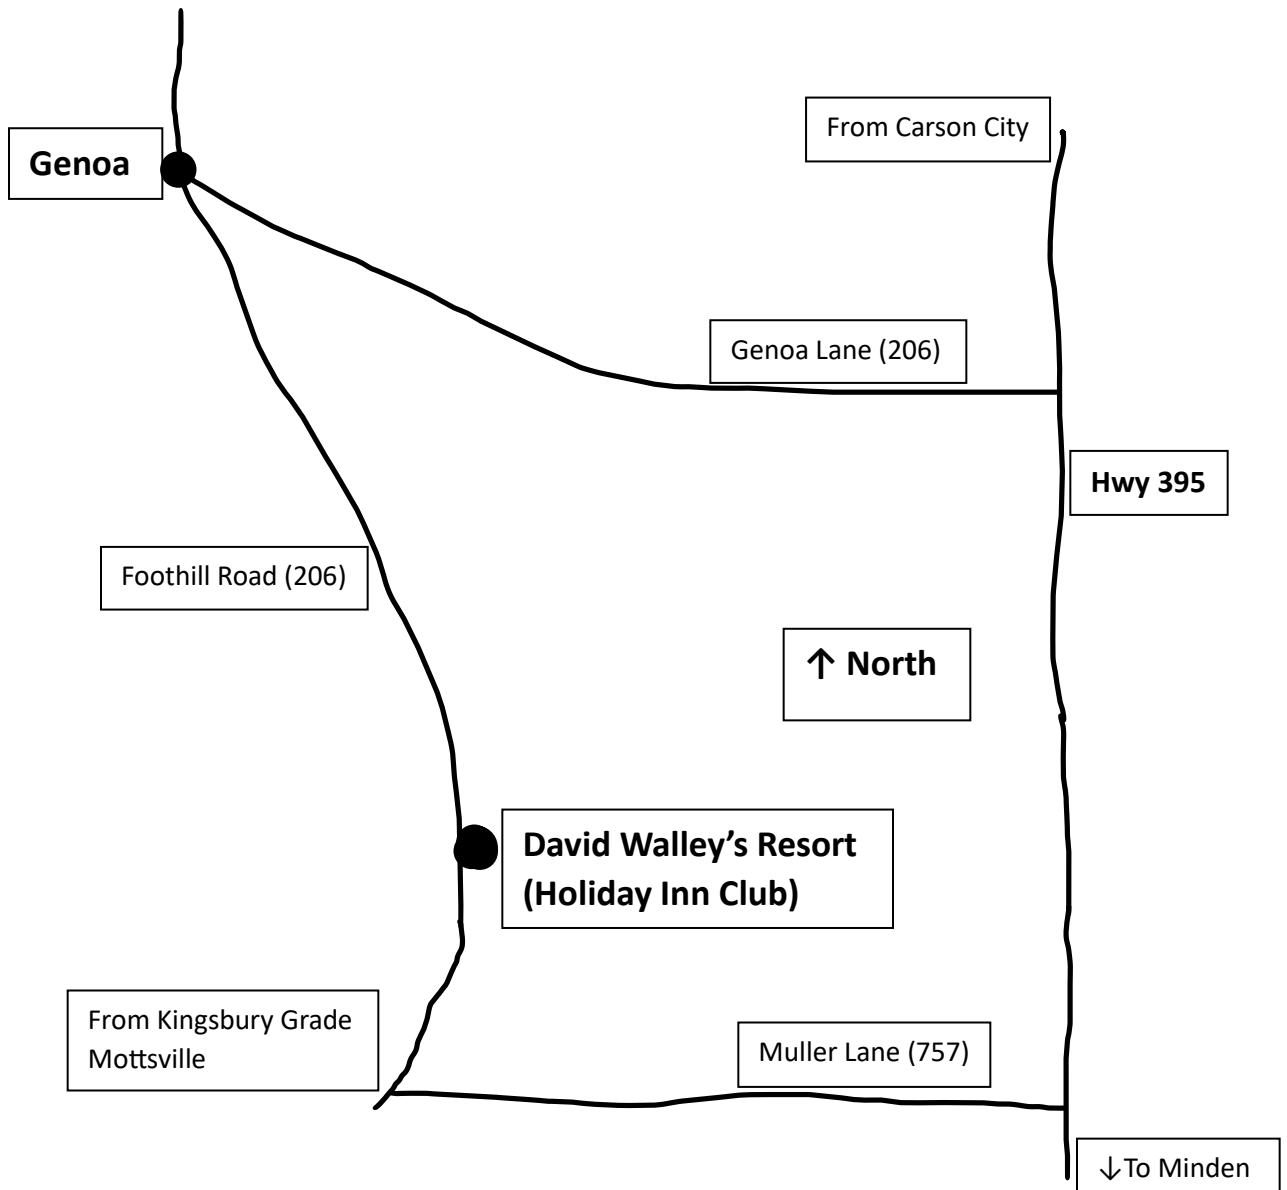 From Carson City
Genoa
Genoa Lane (206)
Hwy 395
Foothill Road (206)
↑ North
David Walley’s Resort
(Holiday Inn Club)
From Kingsbury Grade
Mottsville
Muller Lane (757)
↓To Minden